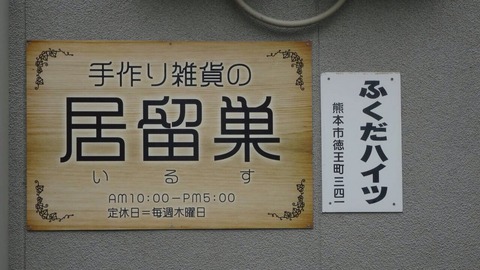 手作り雑貨の
居留巣
いるす
AM10:00-PM5:00
定休日=毎週木曜日
ふくだハイツ
熊本市徳王町三四二